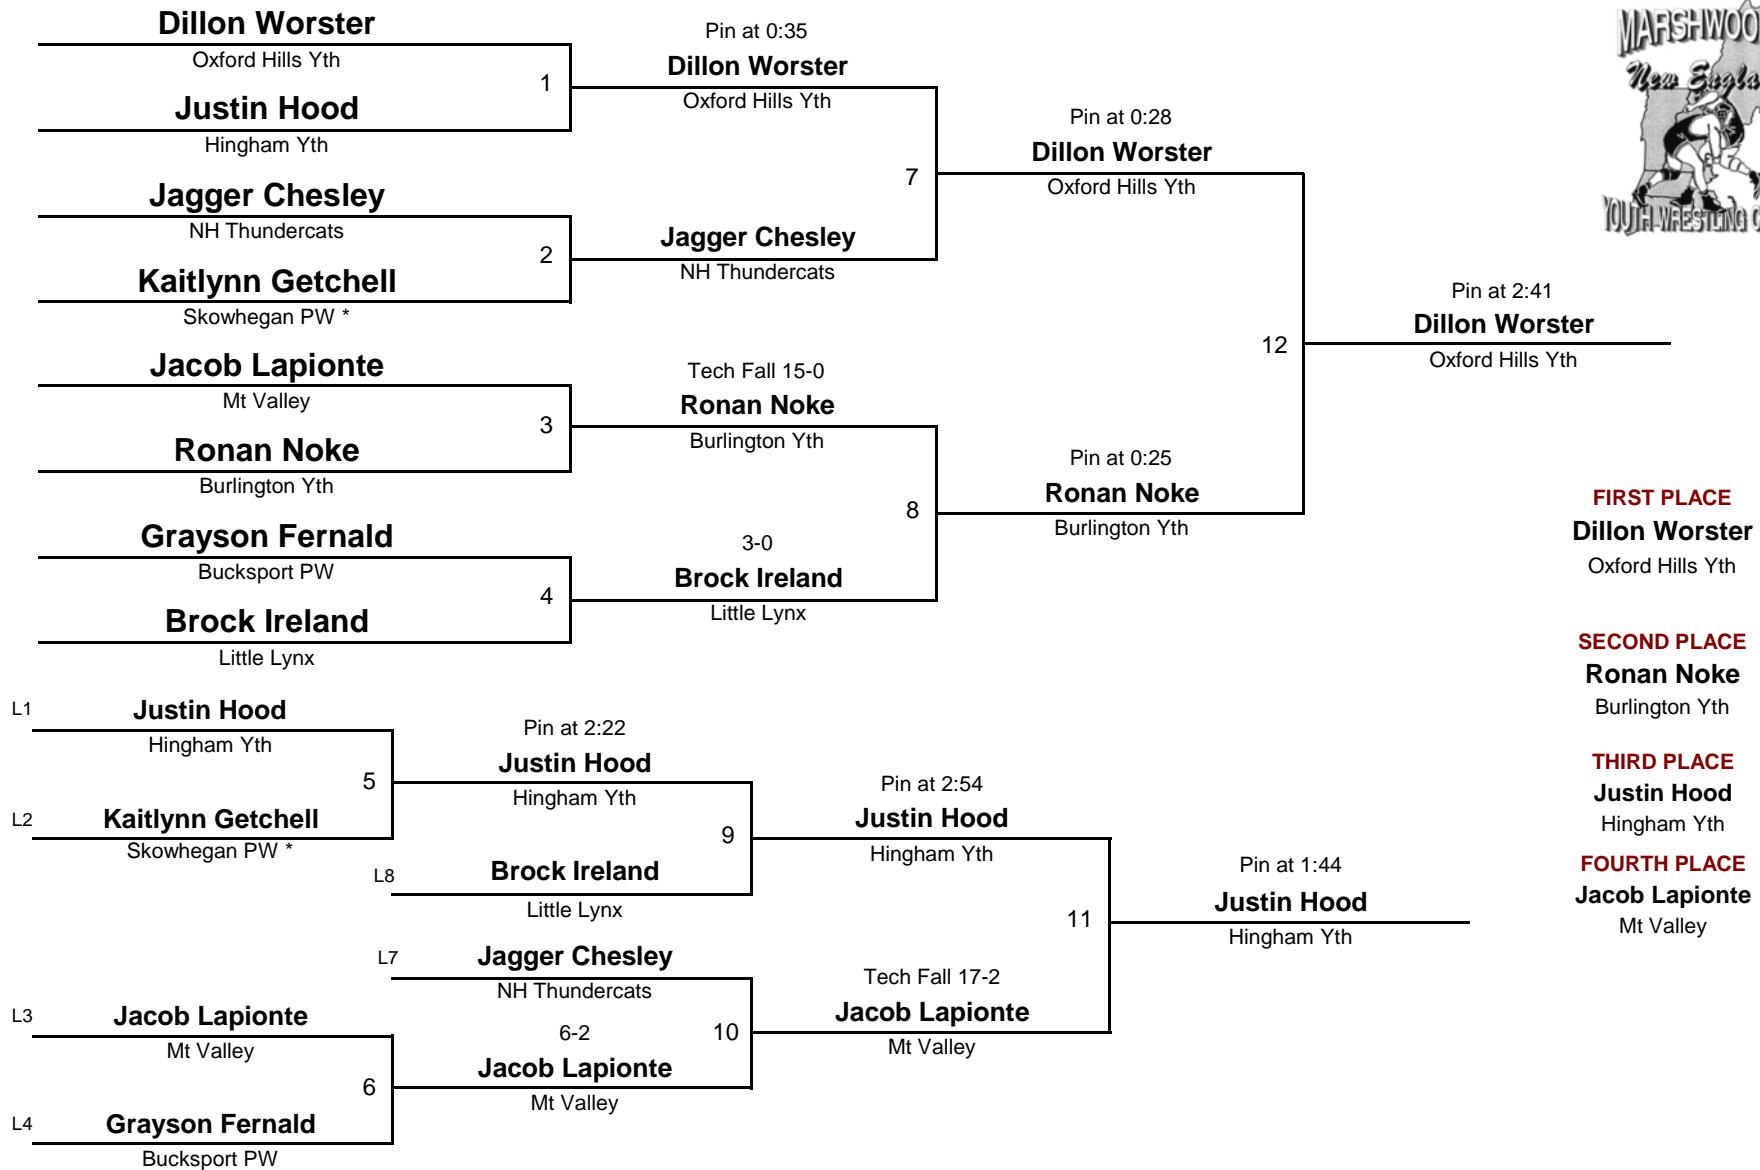 Dillon Worster
Oxford Hills Yth
1
Justin Hood
Hingham Yth
Jagger Chesley
NH Thundercats
2
Kaitlynn Getchell
Skowhegan PW *
Jacob Lapionte
Mt Valley
3
Ronan Noke
Burlington Yth
Grayson Fernald
Bucksport PW
4
Brock Ireland
Little Lynx
Pin at 0:35
Dillon Worster
Oxford Hills Yth
7
Jagger Chesley
NH Thundercats
Tech Fall 15-0
Ronan Noke
Burlington Yth
8
3-0
Brock Ireland
Little Lynx
Pin at 0:28
Dillon Worster
Oxford Hills Yth
12
Pin at 0:25
Ronan Noke
Burlington Yth
Pin at 2:41
Dillon Worster
Oxford Hills Yth
New
YOUTH WRESTLING
FIRST PLACE
Dillon Worster
Oxford Hills Yth
SECOND PLACE
Ronan Noke
Burlington Yth
THIRD PLACE
Justin Hood
Hingham Yth
FOURTH PLACE
Jacob Lapionte
Mt Valley
L1
Justin Hood
Hingham Yth
5
L2
Kaitlynn Getchell
Skowhegan PW *
L3
Jacob Lapionte
Mt Valley
6
L4
Grayson Fernald
Bucksport PW
Pin at 2:22
Justin Hood
Hingham Yth
9
L8
Brock Ireland
Little Lynx
L7
Jagger Chesley
NH Thundercats
10
6-2
Jacob Lapionte
Mt Valley
Pin at 2:54
Justin Hood
Hingham Yth
11
Tech Fall 17-2
Jacob Lapionte
Mt Valley
Pin at 1:44
Justin Hood
Hingham Yth